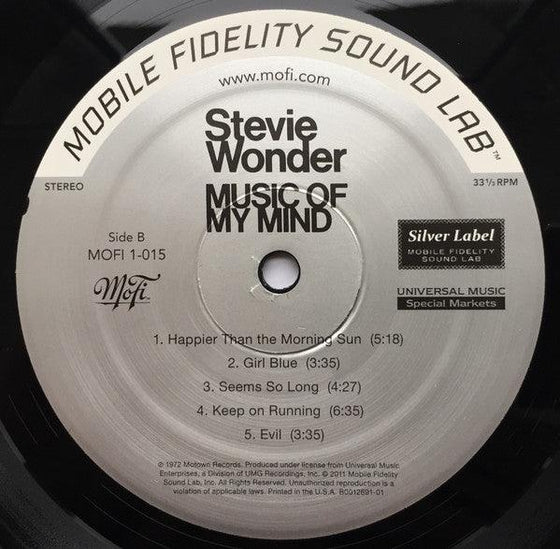 MOBILE FIDELITY SOUND LAB™
www.mofi.com
Stevie
Wonder
MUSIC OF
MY MIND
STEREO
33 1/3 RPM
Side B
MOFI 1-015
MoFi
Silver Label
MOBILE FIDELITY
SOUND LAB
UNIVERSAL MUSIC
Special Markets
1. Happier Than the Morning Sun (5:18)
2. Girl Blue (3:35)
3. Seems So Long (4:27)
4. Keep on Running (6:35)
5. Evil (3:35)
℗ 1972 Motown Records. Produced under license from Universal Music
Enterprises, a Division of UMG Recordings, Inc. © 2011 Mobile Fidelity
Sound Lab, Inc. All Rights Reserved. Unauthorized reproduction is a
violation of applicable laws. Printed in the U.S.A. B0012691-01